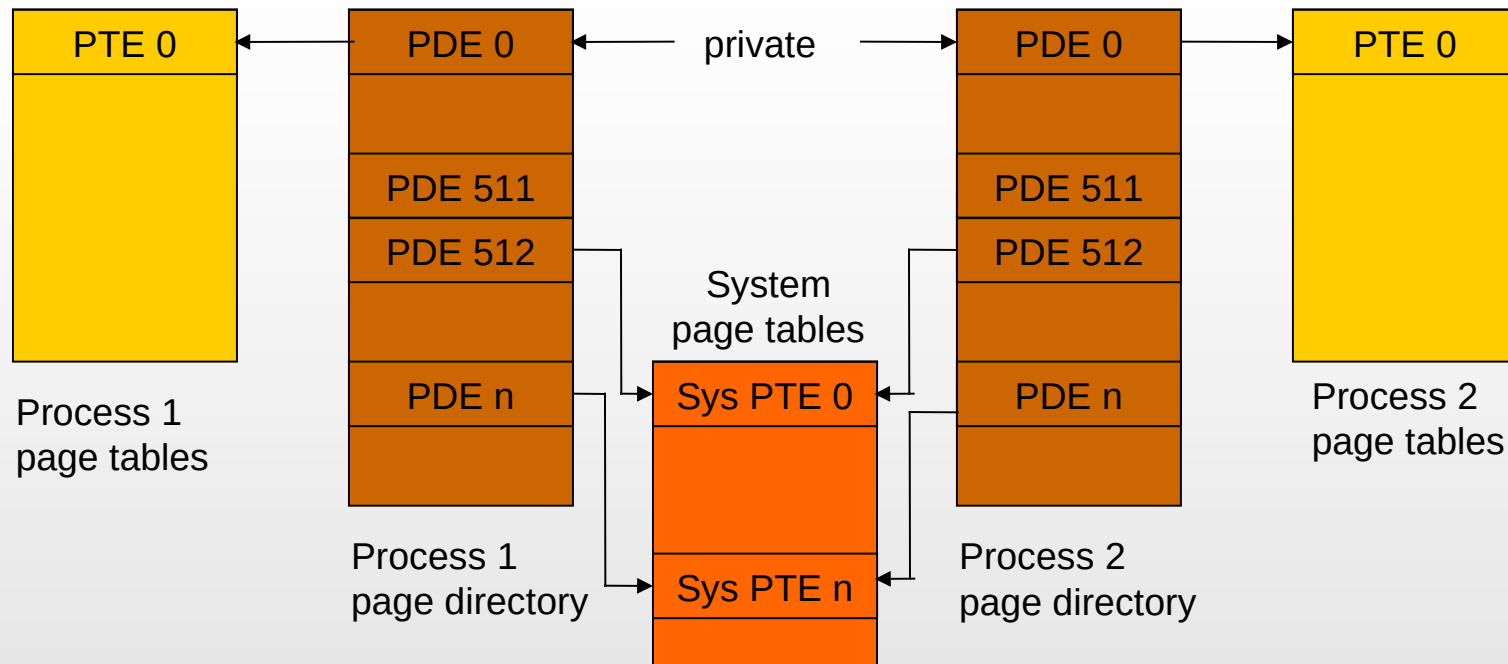 PTE 0
PDE 0
private
PDE 0
PTE 0
PDE 511
PDE 511
PDE 512
PDE 512
System
page tables
PDE n
Sys PTE 0
PDE n
Process 1
page tables
Process 2
page tables
Process 1
page directory
Sys PTE n
Process 2
page directory